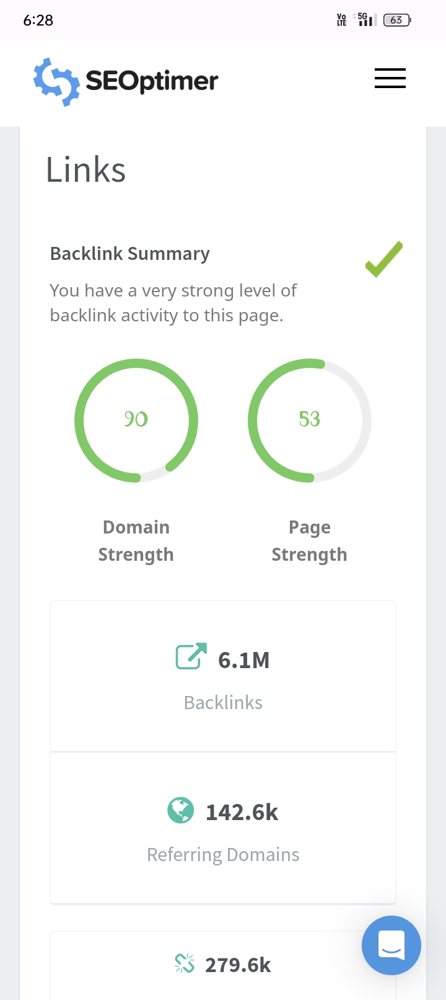 6:28
Vo LTE 5G 63
SEOptimer
Links
Backlink Summary
You have a very strong level of
backlink activity to this page.
90 53
Domain Strength
Page Strength
6.1M
Backlinks
142.6k
Referring Domains
279.6k